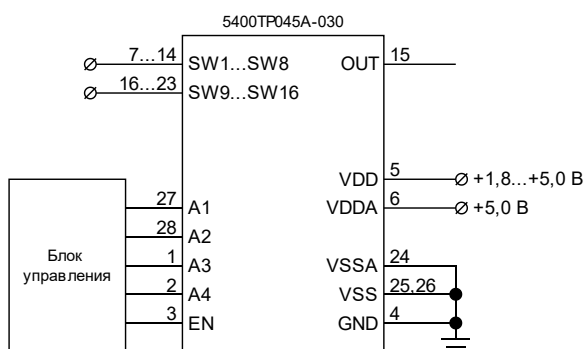 5400ТР045А-030
7...14 SW1...SW8 OUT 15
16...23 SW9...SW16
VDD 5 +1,8...+5,0 В
VDDA 6 +5,0 В
Блок
управления
27 A1
28 A2
1 A3
2 A4
3 EN
VSSA 24
VSS 25,26
GND 4